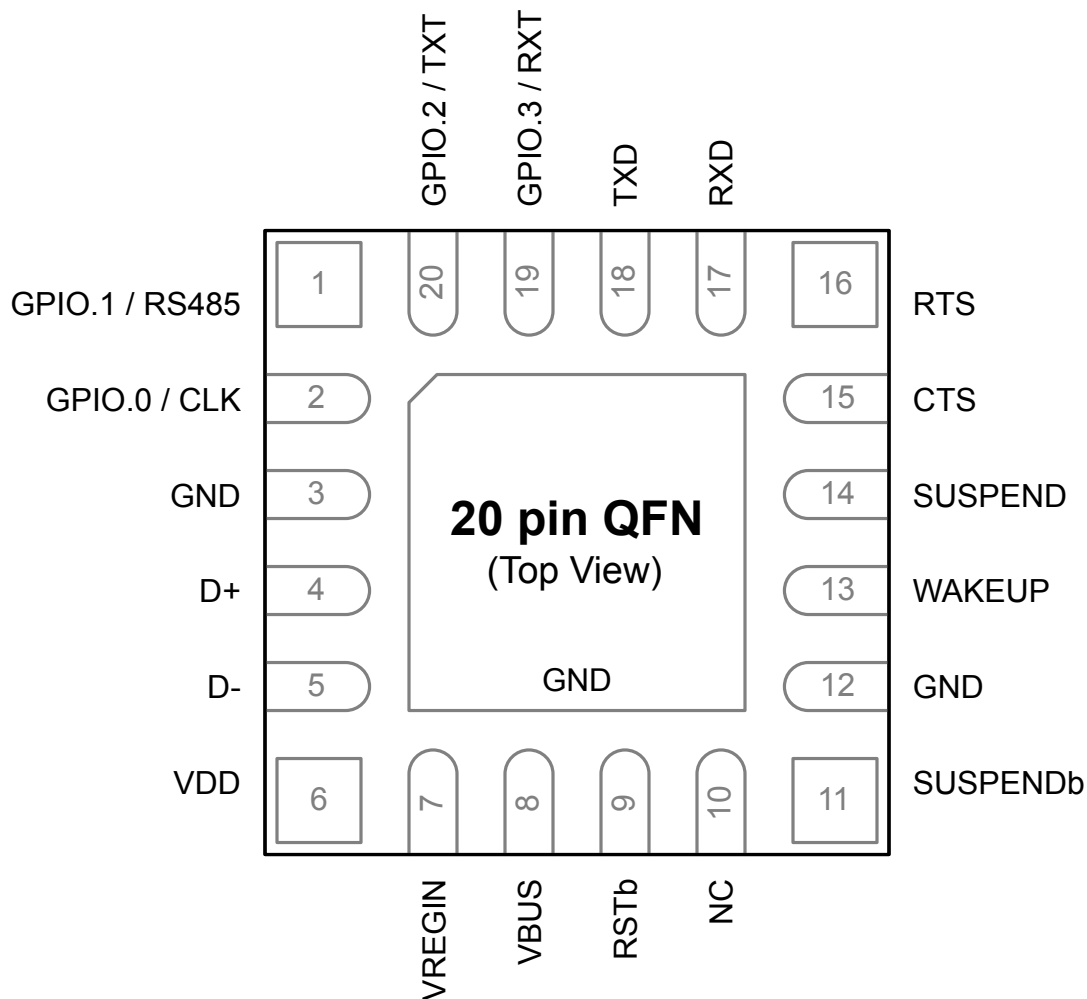 GPIO.2 / TXT
GPIO.3 / RXT
TXD
RXD
1
20
19
18
17
16
GPIO.1 / RS485
RTS
GPIO.0 / CLK
2
15
CTS
GND
3
14
SUSPEND
20 pin QFN
(Top View)
D+
4
13
WAKEUP
D-
5
GND
12
GND
VDD
6
7
8
9
10
11
SUSPENDb
VREGIN
VBUS
RSTb
NC